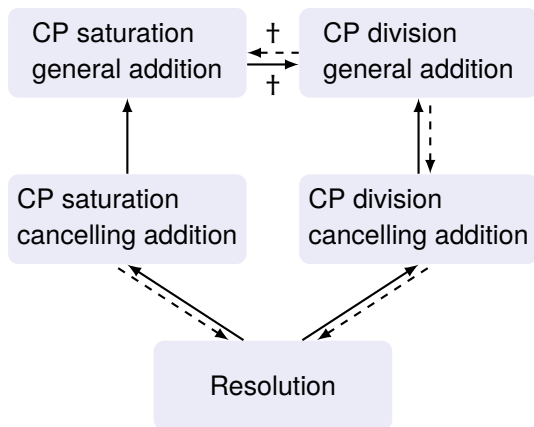 CP saturation
general addition
†
†
CP division
general addition
CP saturation
cancelling addition
CP division
cancelling addition
Resolution